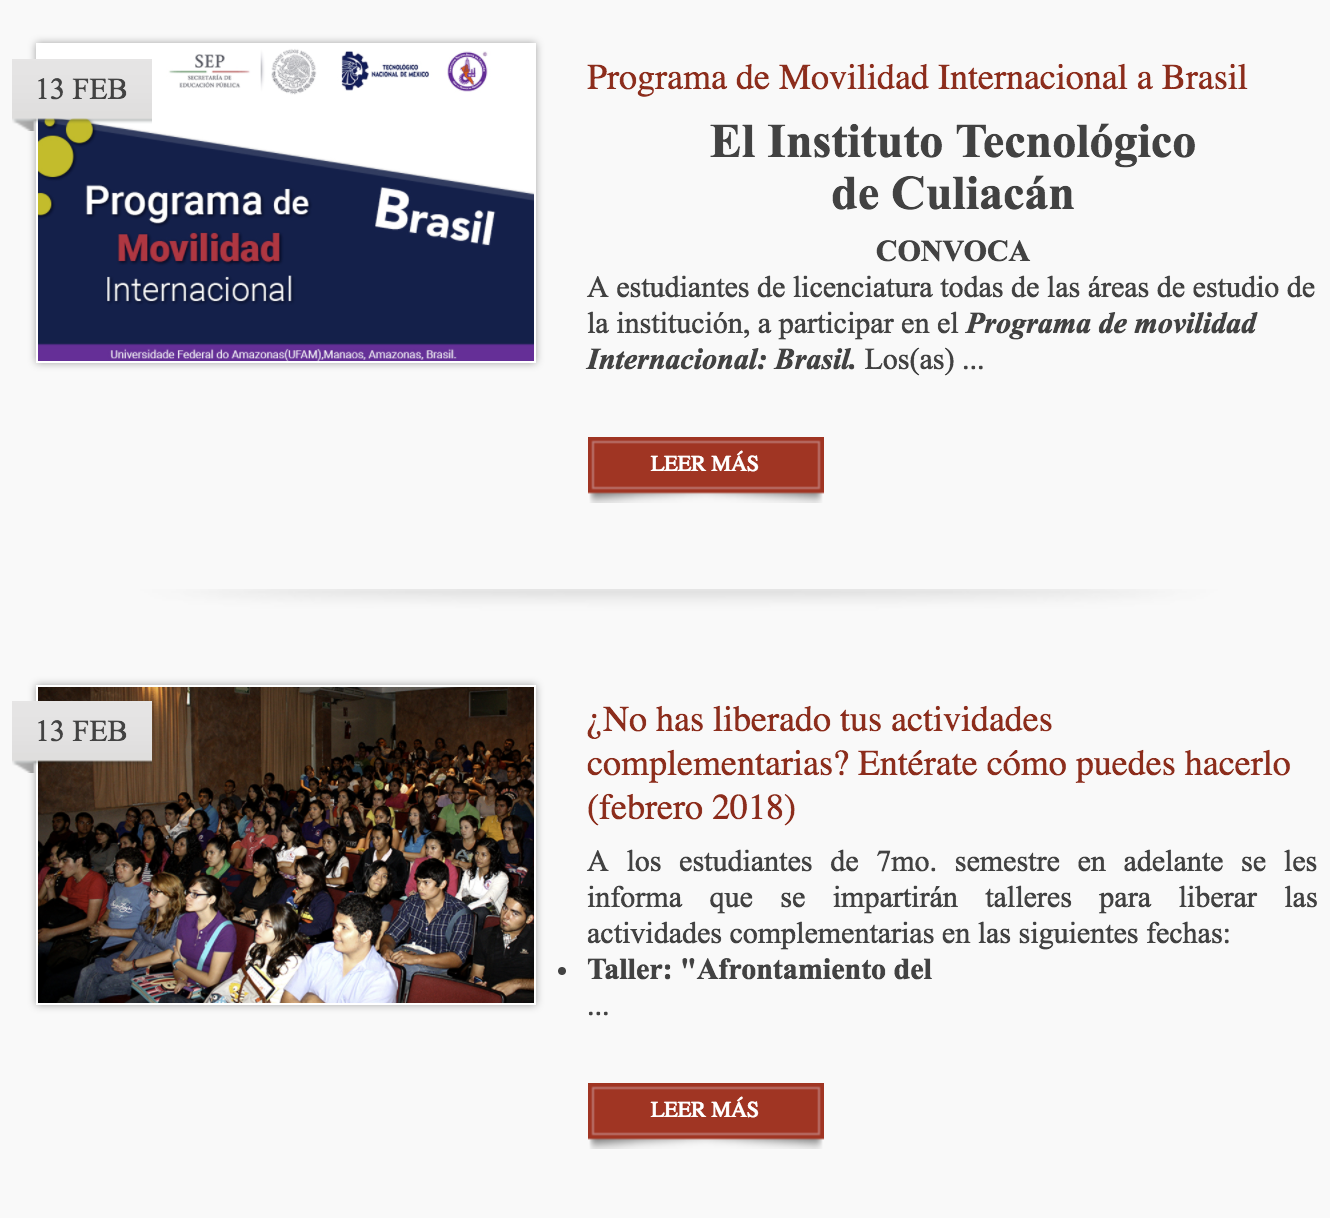 13 FEB
SEP
SECRETARÍA DE
EDUCACIÓN PÚBLICA
TECNOLÓGICO
NACIONAL DE MÉXICO
Programa de
Movilidad
Internacional
Brasil
Universidade Federal do Amazonas(UFAM),Manaos, Amazonas, Brasil.
Programa de Movilidad Internacional a Brasil
El Instituto Tecnológico
de Culiacán
CONVOCA
A estudiantes de licenciatura todas de las áreas de estudio de
la institución, a participar en el Programa de movilidad
Internacional: Brasil. Los(as) ...
LEER MÁS
13 FEB
¿No has liberado tus actividades
complementarias? Entérate cómo puedes hacerlo
(febrero 2018)
A los estudiantes de 7mo. semestre en adelante se les
informa que se impartirán talleres para liberar las
actividades complementarias en las siguientes fechas:
• Taller: "Afrontamiento del
...
LEER MÁS